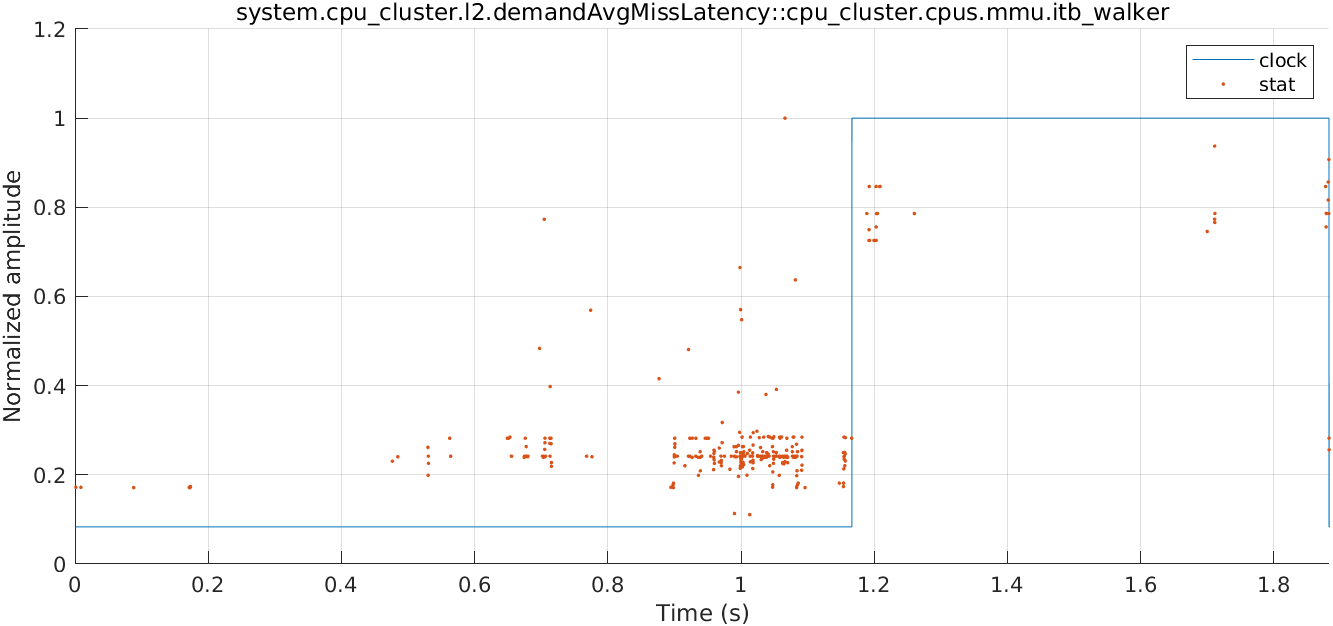 system.cpu_cluster.l2.demandAvgMissLatency::cpu_cluster.cpus.mmu.itb_walker
1.2
1
0.8
0.6
0.4
0.2
0
Normalized amplitude
clock
stat
0 0.2 0.4 0.6 0.8 1 1.2 1.4 1.6 1.8
Time (s)